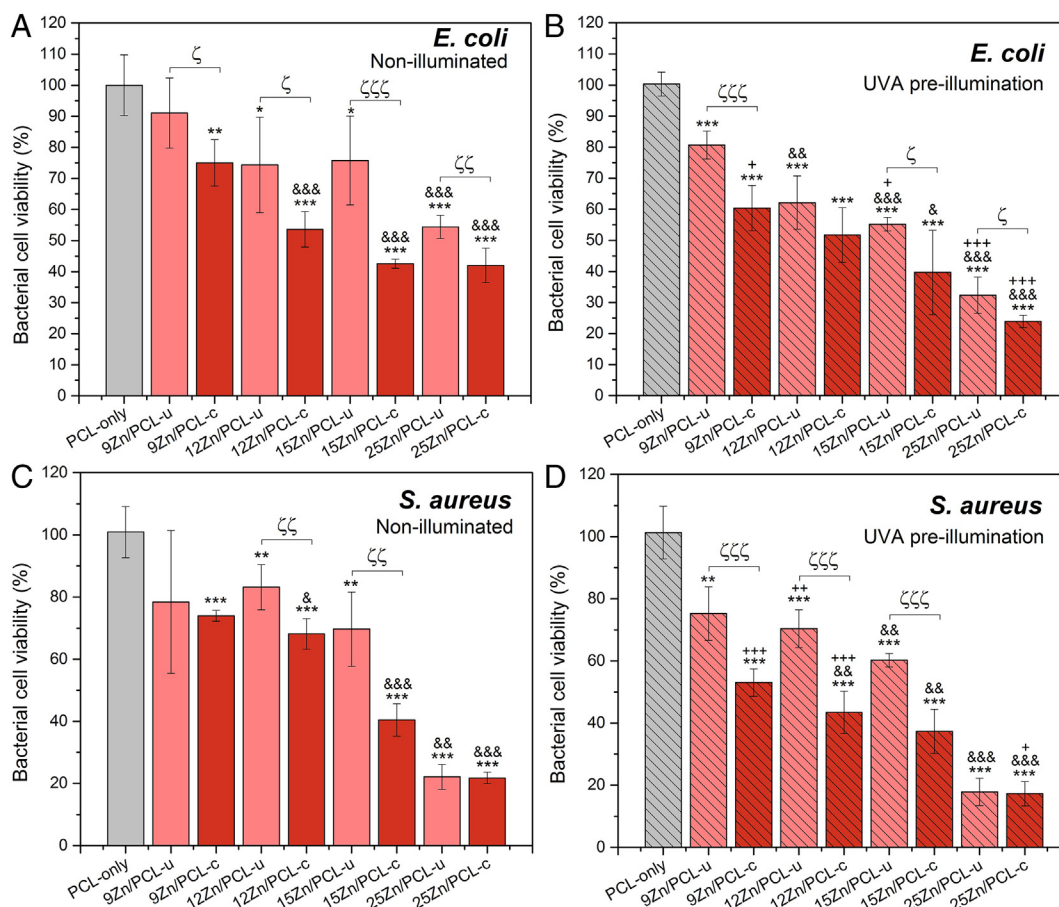 A
E. coli
Non-illuminated
Bacterial cell viability (%)
120
110
100
90
80
70
60
50
40
30
20
10
0
ζ
ζ
ζζζ
ζζ
**
*
&&&
***
*
&&&
***
&&&
***
&&&
***
PCL-only
9Zn/PCL-u
9Zn/PCL-c
12Zn/PCL-u
12Zn/PCL-c
15Zn/PCL-u
15Zn/PCL-c
25Zn/PCL-u
25Zn/PCL-c
B
E. coli
UVA pre-illumination
Bacterial cell viability (%)
120
110
100
90
80
70
60
50
40
30
20
10
0
ζζζ
ζ
ζ
***
+
***
&&
***
***
+
&&&
***
&
***
+++
&&&
***
+++
&&&
***
PCL-only
9Zn/PCL-u
9Zn/PCL-c
12Zn/PCL-u
12Zn/PCL-c
15Zn/PCL-u
15Zn/PCL-c
25Zn/PCL-u
25Zn/PCL-c
C
S. aureus
Non-illuminated
Bacterial cell viability (%)
120
100
80
60
40
20
0
ζζ
ζζ
***
**
&
***
**
&&&
***
&&
***
&&&
***
PCL-only
9Zn/PCL-u
9Zn/PCL-c
12Zn/PCL-u
12Zn/PCL-c
15Zn/PCL-u
15Zn/PCL-c
25Zn/PCL-u
25Zn/PCL-c
D
S. aureus
UVA pre-illumination
Bacterial cell viability (%)
120
100
80
60
40
20
0
ζζζ
ζζζ
ζζζ
**
+++
***
++
***
+++
&&
***
&&
***
&&
***
&&&
***
+
&&&
***
PCL-only
9Zn/PCL-u
9Zn/PCL-c
12Zn/PCL-u
12Zn/PCL-c
15Zn/PCL-u
15Zn/PCL-c
25Zn/PCL-u
25Zn/PCL-c